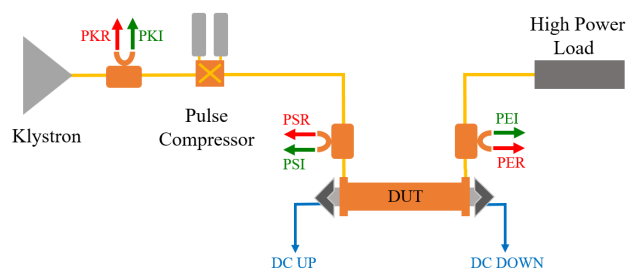 PKR
PKI
High Power
Load
Klystron
Pulse
Compressor
PSR
PSI
PEI
PER
DUT
DC UP
DC DOWN